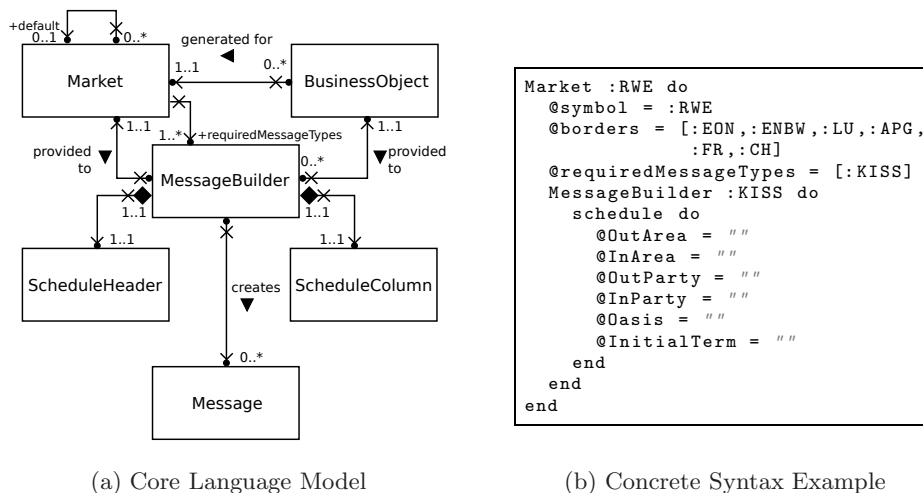 +default
0..1
0..*
generated for
Market
1..1
0..*
BusinessObject
1..1
1..*
+requiredMessageTypes
1..1
provided
to
MessageBuilder
0..*
provided
to
1..1
1..1
1..1
1..1
ScheduleHeader
creates
ScheduleColumn
0..*
Message
(a) Core Language Model
Market :RWE do
@symbol = :RWE
@borders = [:EON,:ENBW,:LU,:APG,
:FR,:CH]
@requiredMessageTypes = [:KISS]
MessageBuilder :KISS do
schedule do
@OutArea = ""
@InArea = ""
@OutParty = ""
@InParty = ""
@Oasis = ""
@InitialTerm = ""
end
end
end
(b) Concrete Syntax Example